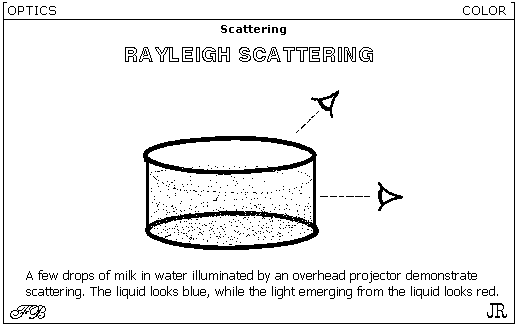 OPTICS COLOR
Scattering
RAYLEIGH SCATTERING
A few drops of milk in water illuminated by an overhead projector demonstrate
scattering. The liquid looks blue, while the light emerging from the liquid looks red.
FB JR